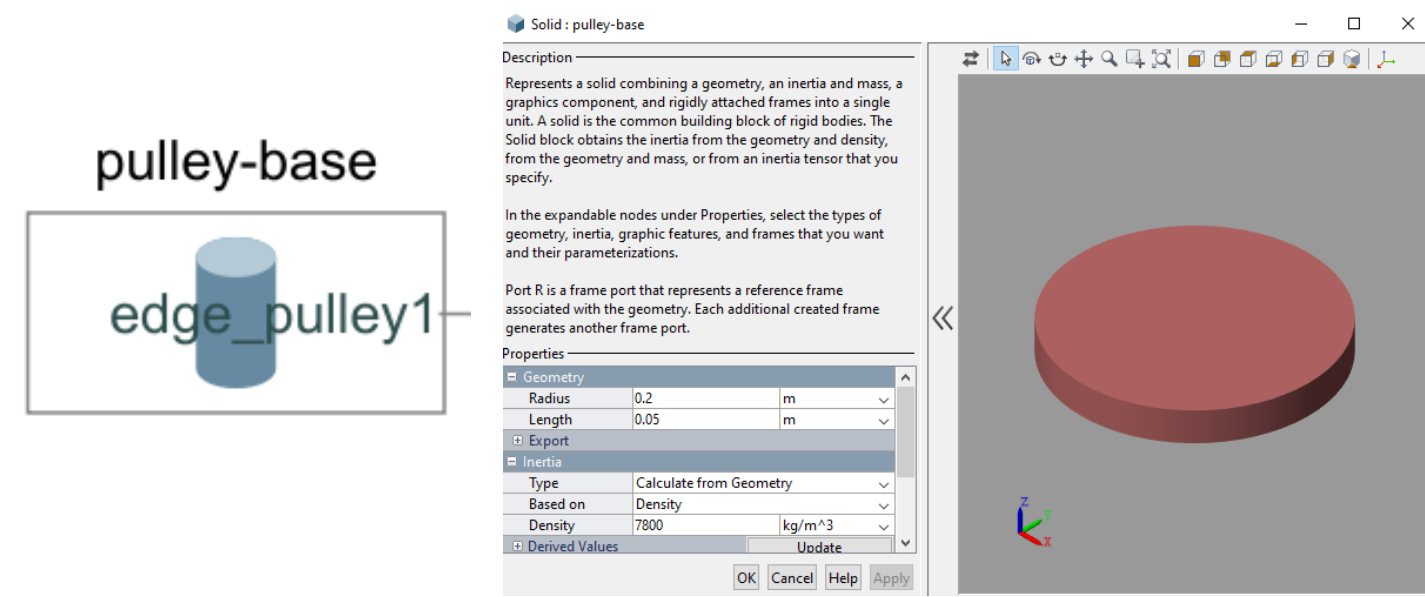 pulley-base
edge_pulley1
Solid : pulley-base
Description
Represents a solid combining a geometry, an inertia and mass, a
graphics component, and rigidly attached frames into a single
unit. A solid is the common building block of rigid bodies. The
Solid block obtains the inertia from the geometry and density,
from the geometry and mass, or from an inertia tensor that you
specify.
In the expandable nodes under Properties, select the types of
geometry, inertia, graphic features, and frames that you want
and their parameterizations.
Port R is a frame port that represents a reference frame
associated with the geometry. Each additional created frame
generates another frame port.
Properties
Geometry
Radius 0.2 m
Length 0.05 m
Export
Inertia
Type Calculate from Geometry
Based on Density
Density 7800 kg/m^3
Derived Values Update
OK Cancel Help Apply
Z
Y
X